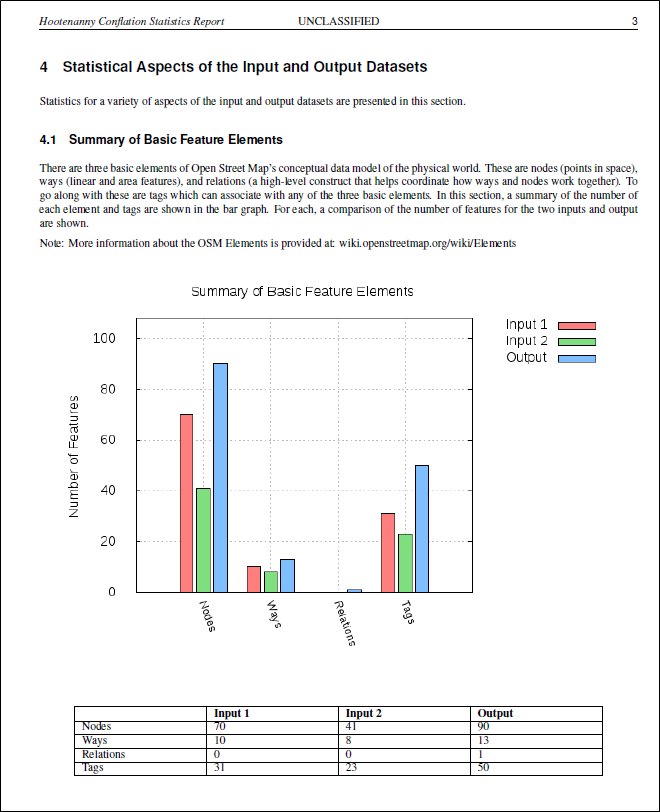 Hootenanny Conflation Statistics Report UNCLASSIFIED 3
4 Statistical Aspects of the Input and Output Datasets
Statistics for a variety of aspects of the input and output datasets are presented in this section.
4.1 Summary of Basic Feature Elements
There are three basic elements of Open Street Map's conceptual data model of the physical world. These are nodes (points in space),
ways (linear and area features), and relations (a high-level construct that helps coordinate how ways and nodes work together). To
go along with these are tags which can associate with any of the three basic elements. In this section, a summary of the number of
each element and tags are shown in the bar graph. For each, a comparison of the number of features for the two inputs and output
are shown.
Note: More information about the OSM Elements is provided at: wiki.openstreetmap.org/wiki/Elements
Summary of Basic Feature Elements
Input 1
Input 2
Output
Number of Features
100
80
60
40
20
0
Nodes Ways Relations Tags
Input 1 Input 2 Output
Nodes 70 41 90
Ways 10 8 13
Relations 0 0 1
Tags 31 23 50